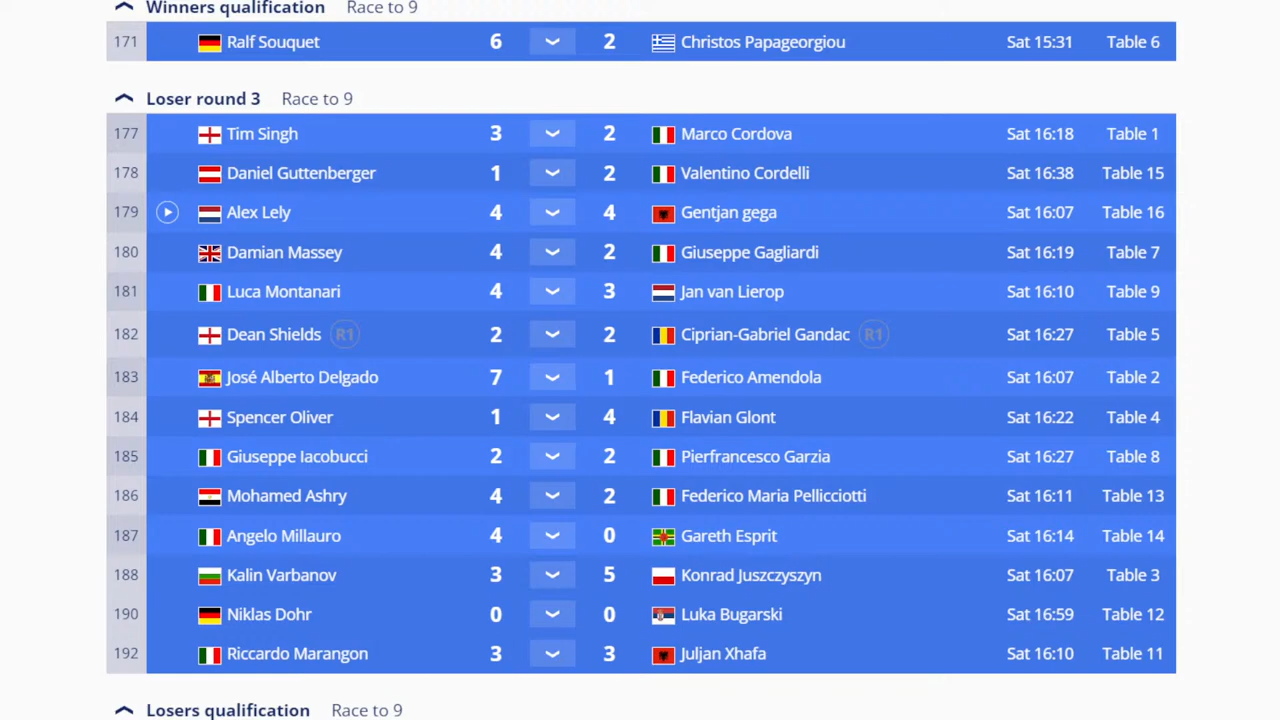 Winners qualification Race to 9
171 Ralf Souquet 6 2 Christos Papageorgiou Sat 15:31 Table 6
Loser round 3 Race to 9
177 Tim Singh 3 2 Marco Cordova Sat 16:18 Table 1
178 Daniel Guttenberger 1 2 Valentino Cordelli Sat 16:38 Table 15
179 Alex Lely 4 4 Gentjan gega Sat 16:07 Table 16
180 Damian Massey 4 2 Giuseppe Gagliardi Sat 16:19 Table 7
181 Luca Montanari 4 3 Jan van Lierop Sat 16:10 Table 9
182 Dean Shields R1 2 2 Ciprian-Gabriel Gandac R1 Sat 16:27 Table 5
183 José Alberto Delgado 7 1 Federico Amendola Sat 16:07 Table 2
184 Spencer Oliver 1 4 Flavian Glont Sat 16:22 Table 4
185 Giuseppe Iacobucci 2 2 Pierfrancesco Garzia Sat 16:27 Table 8
186 Mohamed Ashry 4 2 Federico Maria Pellicciotti Sat 16:11 Table 13
187 Angelo Millauro 4 0 Gareth Esprit Sat 16:14 Table 14
188 Kalin Varbanov 3 5 Konrad Juszczyszyn Sat 16:07 Table 3
190 Niklas Dohr 0 0 Luka Bugarski Sat 16:59 Table 12
192 Riccardo Marangon 3 3 Juljan Xhafa Sat 16:10 Table 11
Losers qualification Race to 9